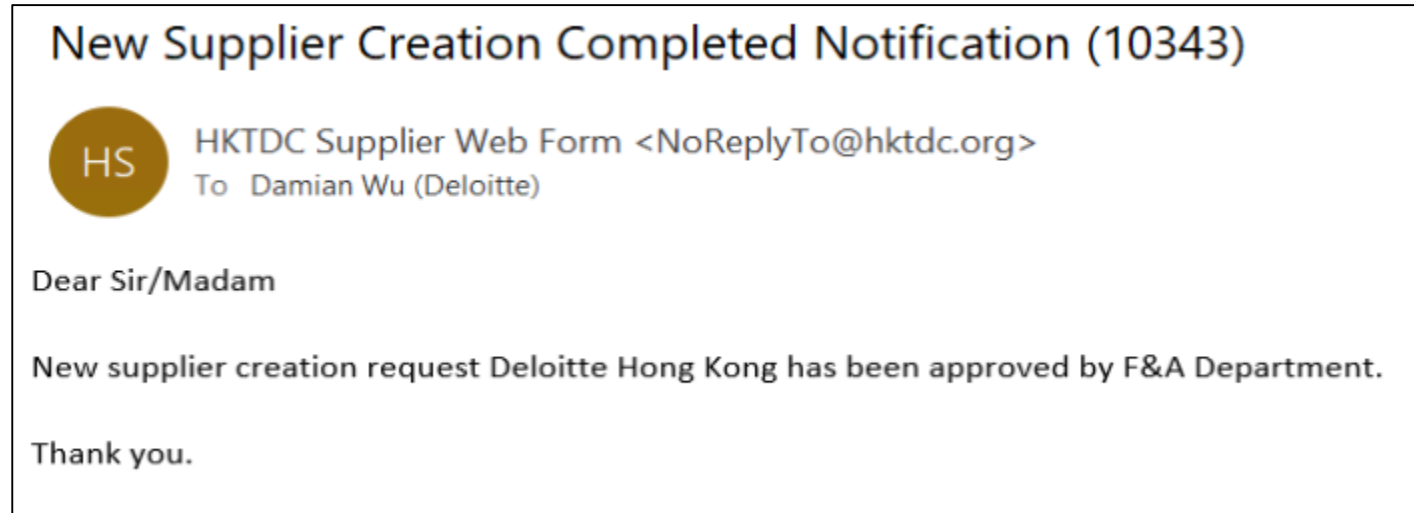 New Supplier Creation Completed Notification (10343)
HS
HKTDC Supplier Web Form <NoReplyTo@hktdc.org>
To Damian Wu (Deloitte)
Dear Sir/Madam
New supplier creation request Deloitte Hong Kong has been approved by F&A Department.
Thank you.